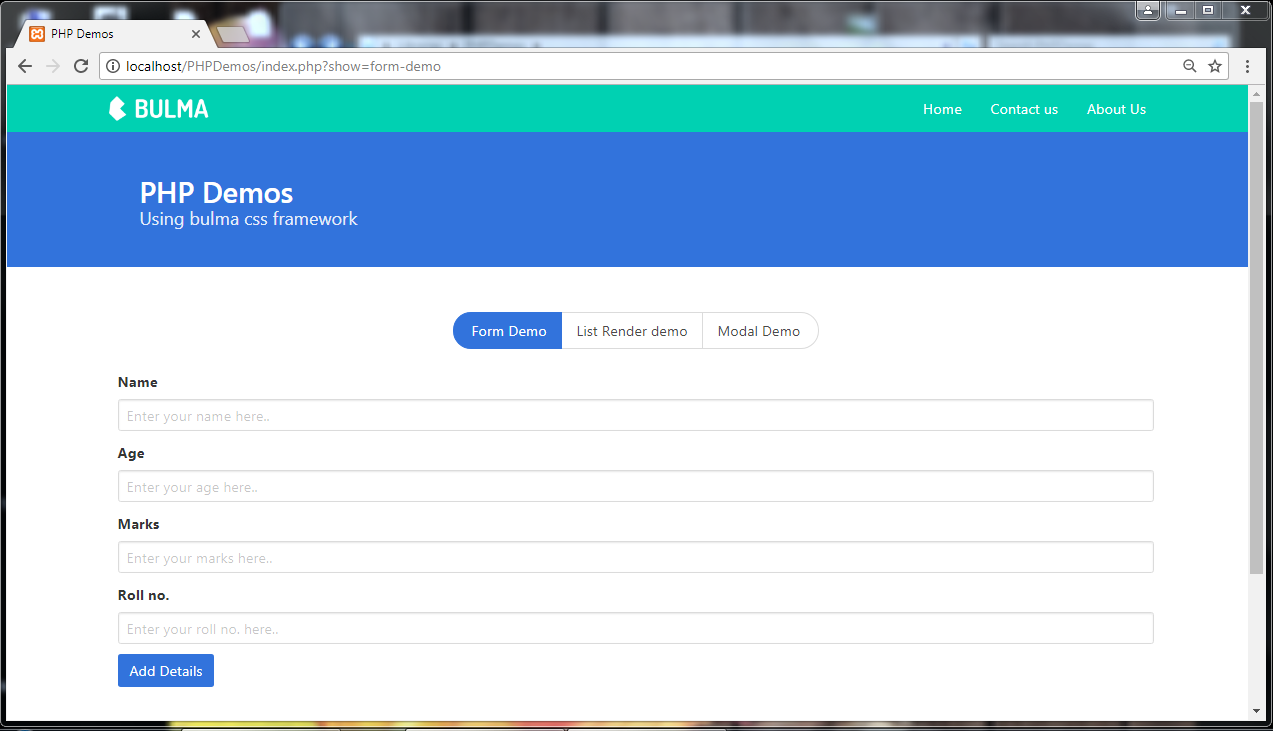 PHP Demos
localhost/PHPDemos/index.php?show=form-demo
BULMA
Home Contact us About Us
PHP Demos
Using bulma css framework
Form Demo List Render demo Modal Demo
Name
Enter your name here..
Age
Enter your age here..
Marks
Enter your marks here..
Roll no.
Enter your roll no. here..
Add Details